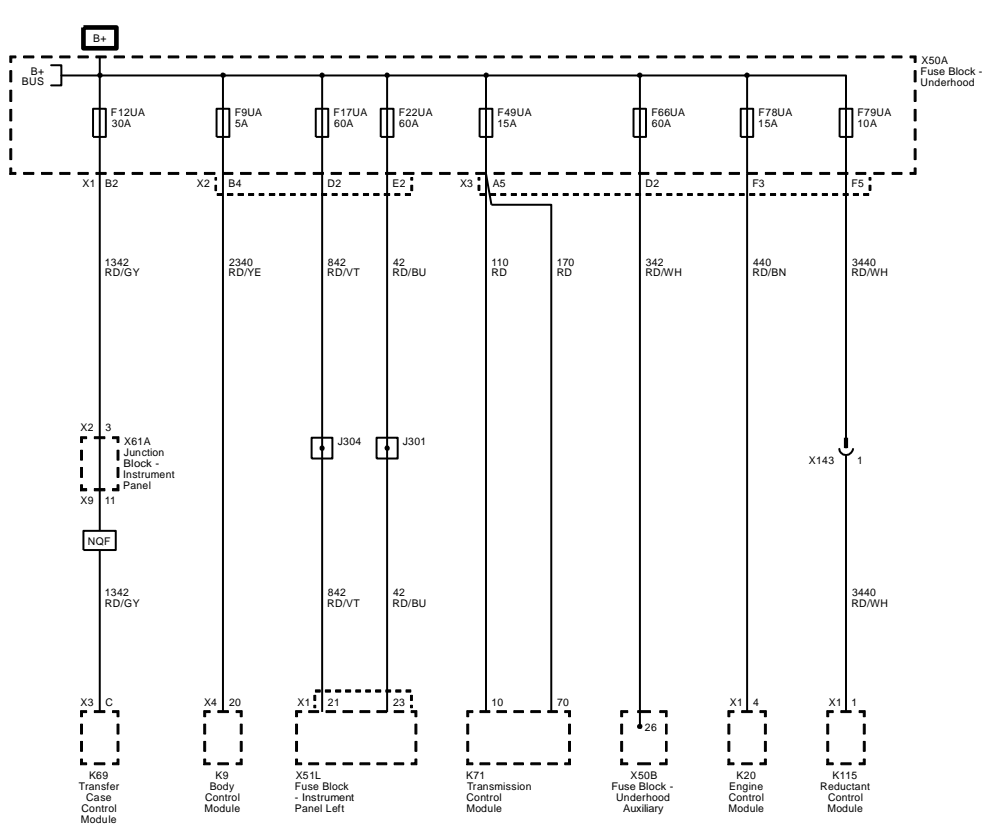 B+
B+
BUS
X50A
Fuse Block -
Underhood
F12UA
30A
F9UA
5A
F17UA
60A
F22UA
60A
F49UA
15A
F66UA
60A
F78UA
15A
F79UA
10A
X1 B2
X2 B4
D2
E2
X3 A5
D2
F3
F5
1342
RD/GY
2340
RD/YE
842
RD/VT
42
RD/BU
110
RD
170
RD
342
RD/WH
440
RD/BN
3440
RD/WH
X2 3
X61A
Junction
Block -
Instrument
Panel
J304
J301
X143 1
X9 11
NQF
1342
RD/GY
842
RD/VT
42
RD/BU
3440
RD/WH
X3 C
X4 20
X1 21
23
10
70
26
X1 4
X1 1
K69
Transfer
Case
Control
Module
K9
Body
Control
Module
X51L
Fuse Block
- Instrument
Panel Left
K71
Transmission
Control
Module
X50B
Fuse Block -
Underhood
Auxiliary
K20
Engine
Control
Module
K115
Reductant
Control
Module